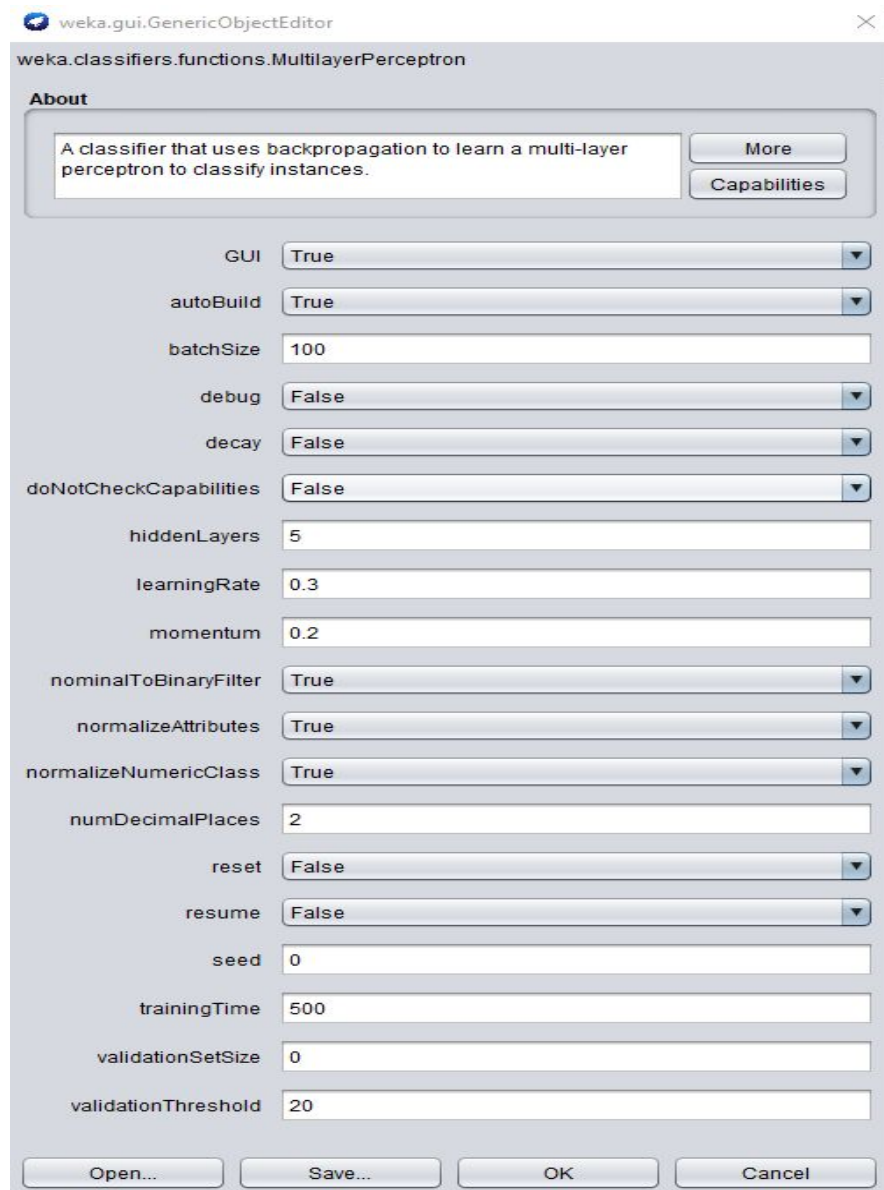 weka.gui.GenericObjectEditor
weka.classifiers.functions.MultilayerPerceptron
About
A classifier that uses backpropagation to learn a multi-layer
perceptron to classify instances.
More
Capabilities
GUI True
autoBuild True
batchSize 100
debug False
decay False
doNotCheckCapabilities False
hiddenLayers 5
learningRate 0.3
momentum 0.2
nominalToBinaryFilter True
normalizeAttributes True
normalizeNumericClass True
numDecimalPlaces 2
reset False
resume False
seed 0
trainingTime 500
validationSetSize 0
validationThreshold 20
Open... Save... OK Cancel